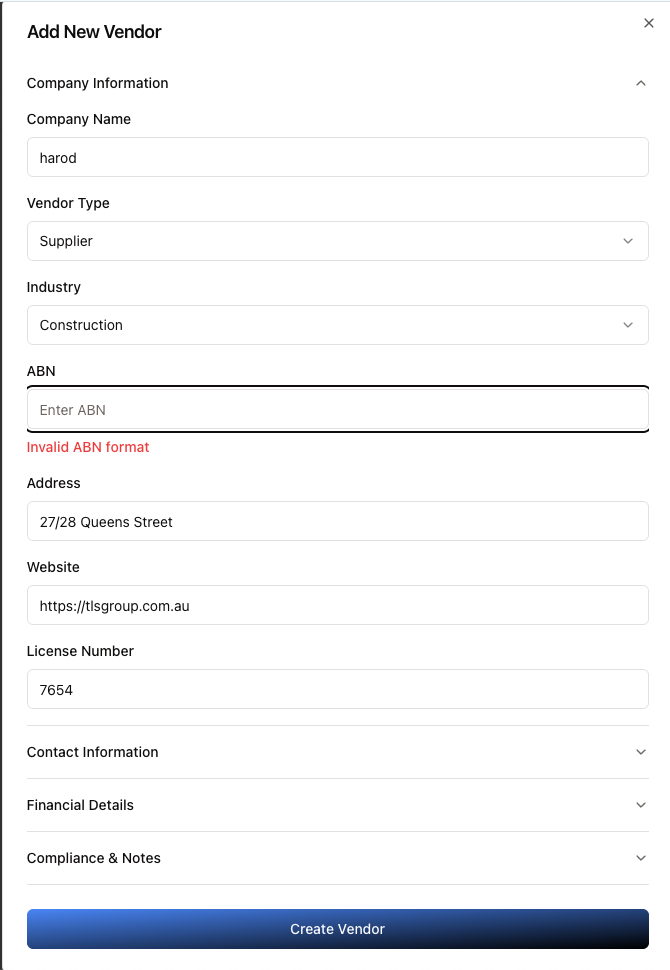 Add New Vendor
Company Information
Company Name
harod
Vendor Type
Supplier
Industry
Construction
ABN
Enter ABN
Invalid ABN format
Address
27/28 Queens Street
Website
https://tlsgroup.com.au
License Number
7654
Contact Information
Financial Details
Compliance & Notes
Create Vendor